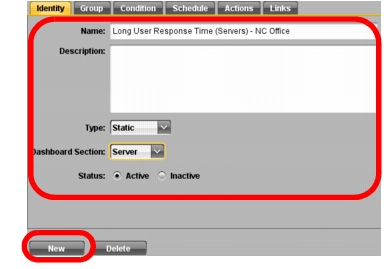 Identity Group Condition Schedule Actions Links
Name: Long User Response Time (Servers) - NC Office
Description:
Type: Static
Dashboard Section: Server
Status: Active Inactive
New Delete